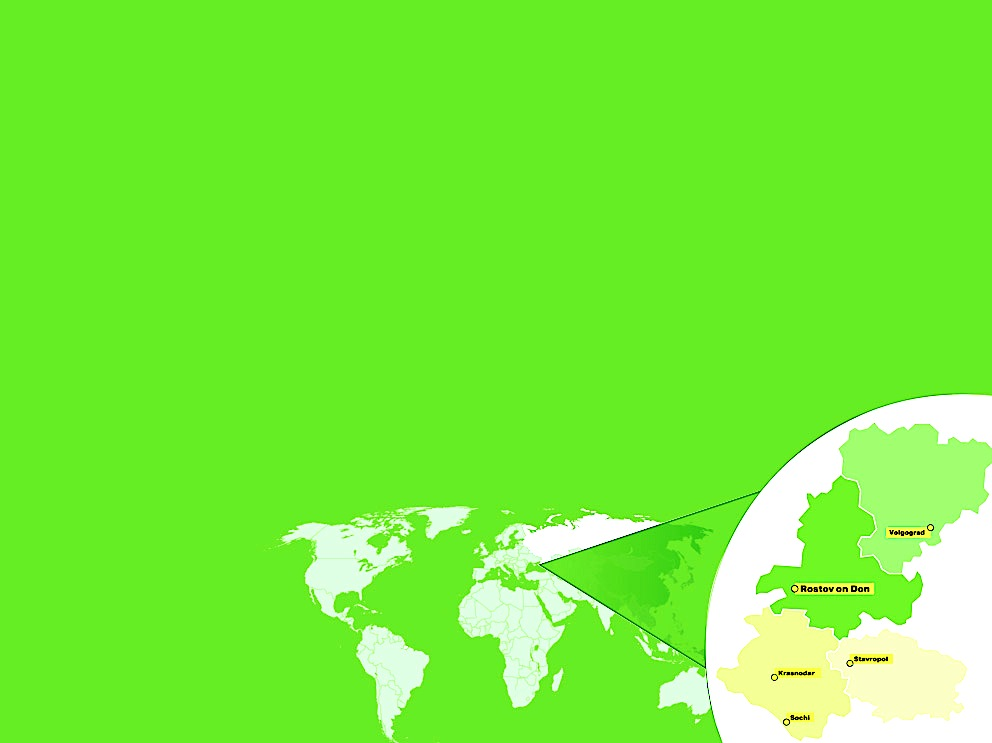 Volgograd
Rostov on Don
Stavropol
Krasnodar
Sochi